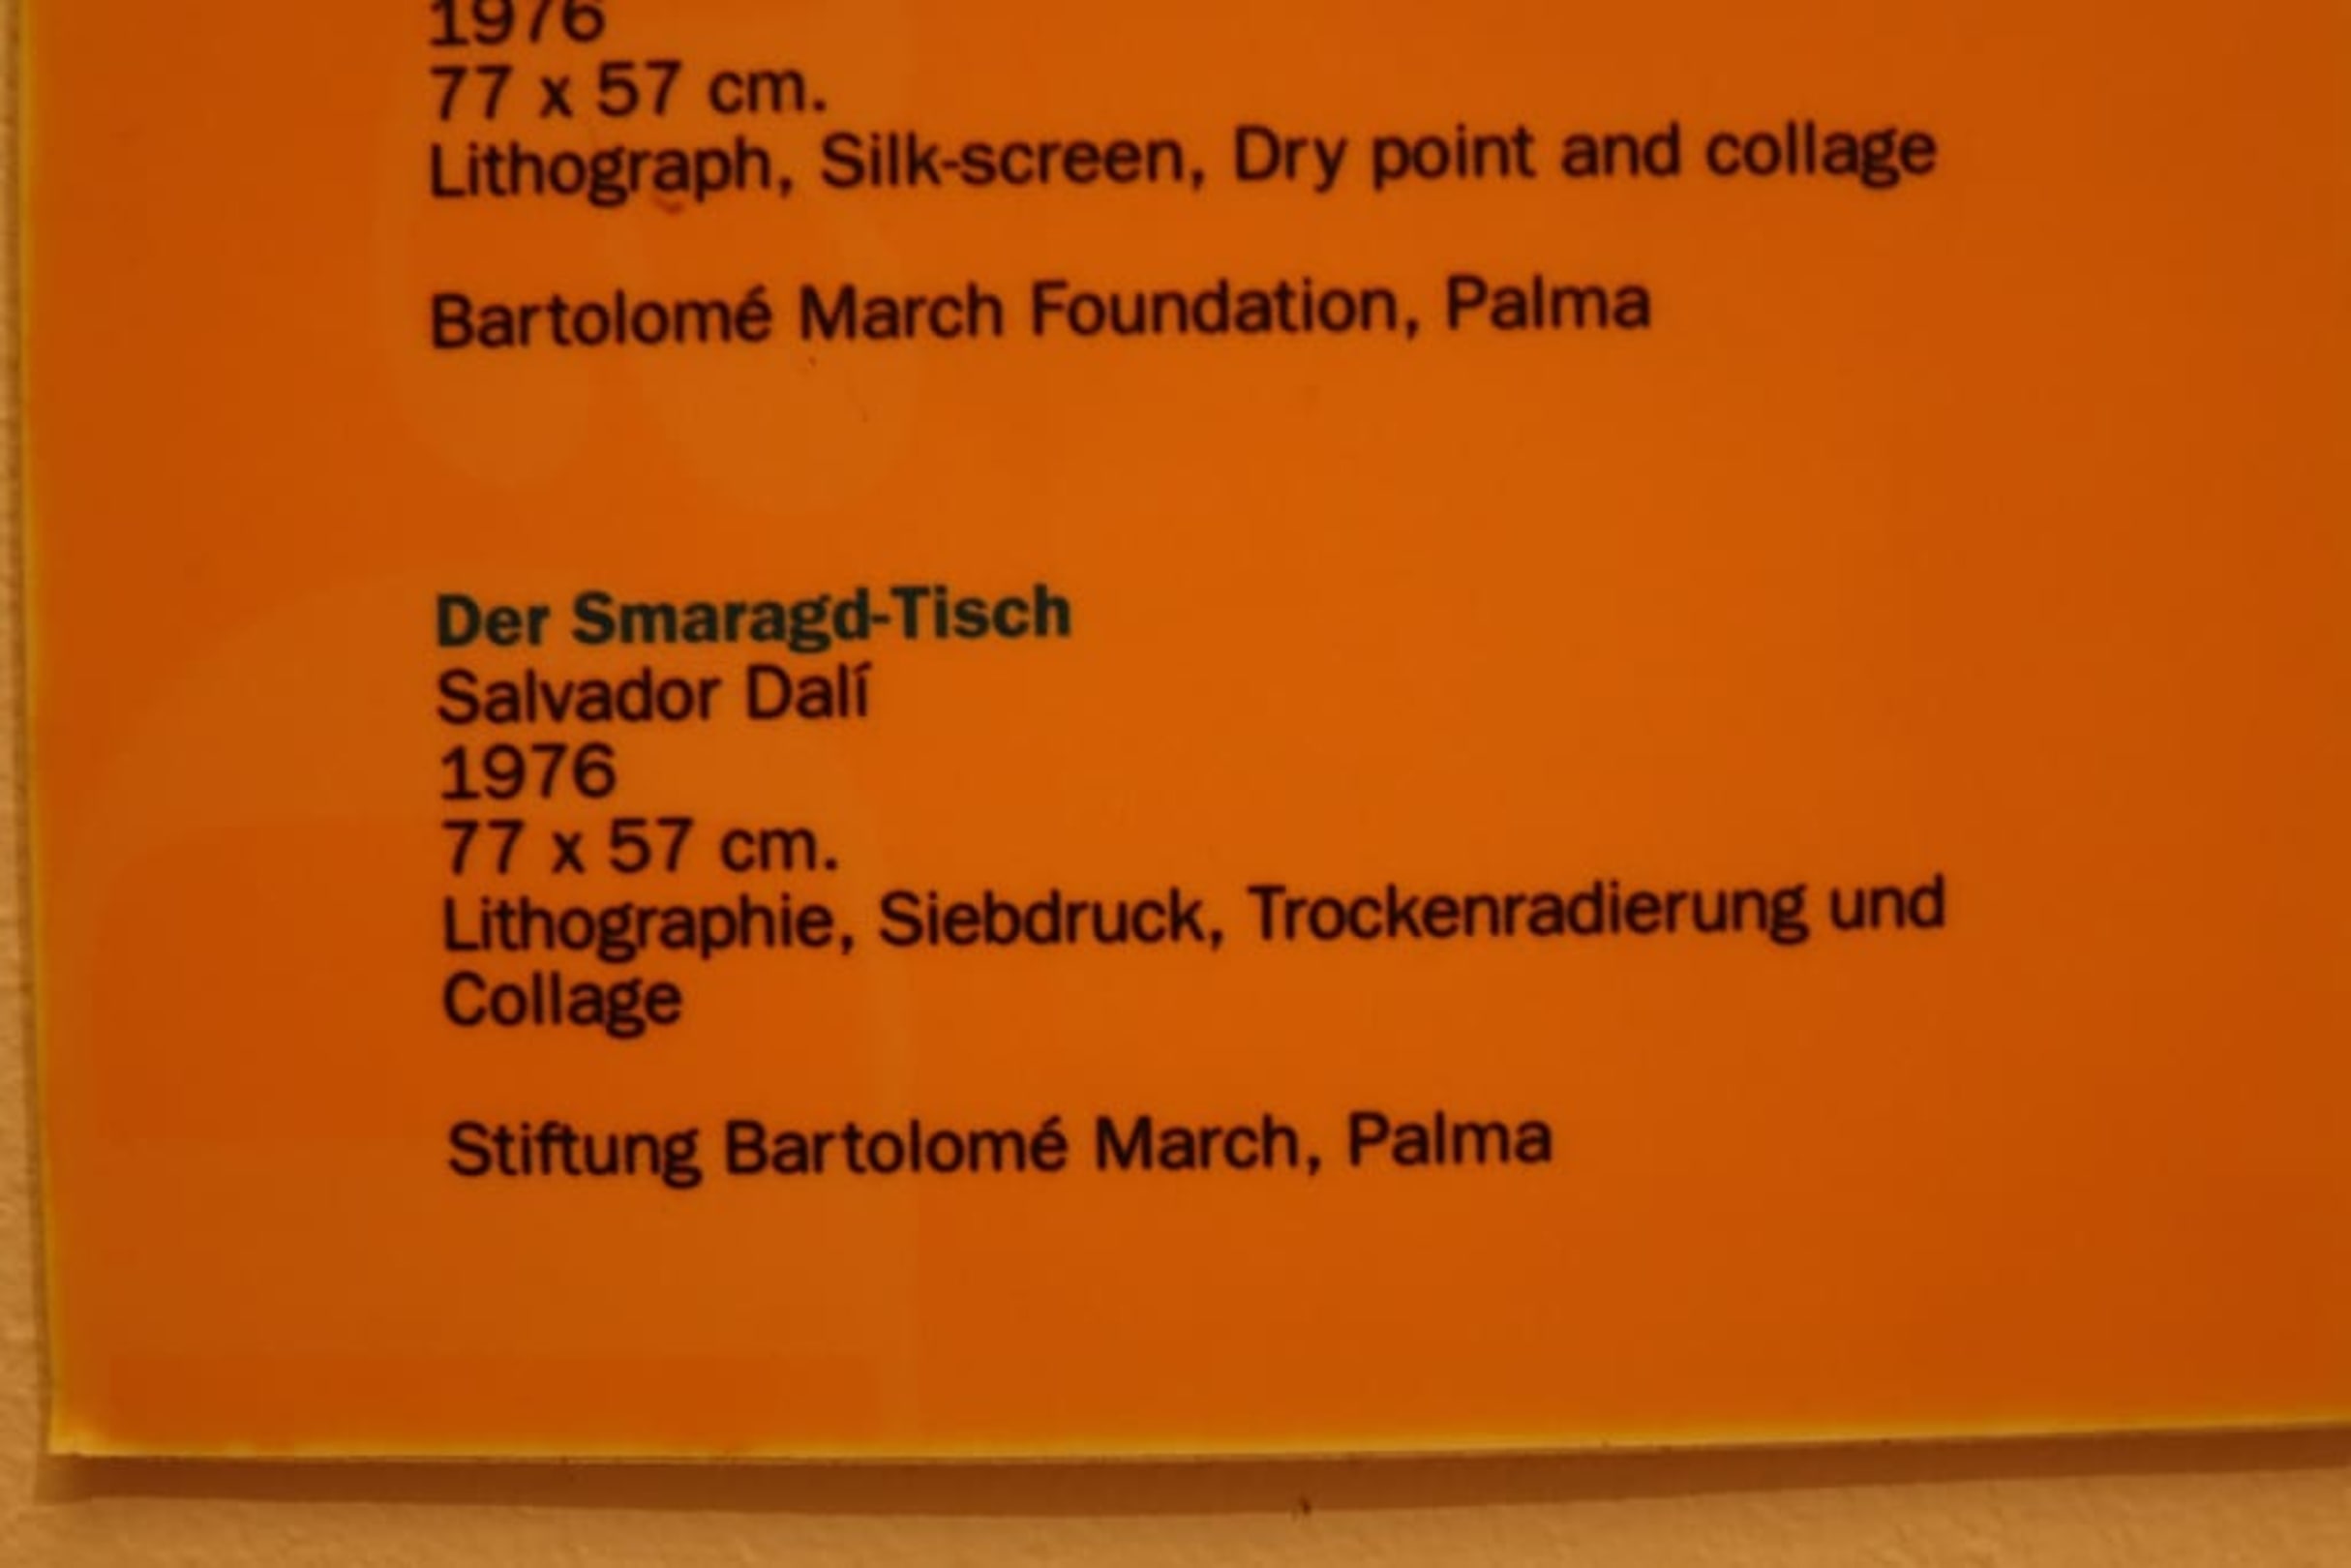 1976
77 x 57 cm.
Lithograph, Silk-screen, Dry point and collage
Bartolomé March Foundation, Palma
Der Smaragd-Tisch
Salvador Dalí
1976
77 x 57 cm.
Lithographie, Siebdruck, Trockenradierung und
Collage
Stiftung Bartolomé March, Palma